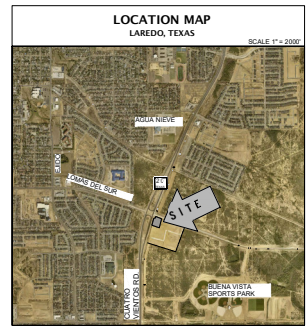 LOCATION MAP
LAREDO, TEXAS
SCALE 1" = 2000'
AGUA NIEVE
EJIDO
LOMAS DEL SUR
SITE
CUATRO
VIENTOS RD.
BUENA VISTA
SPORTS PARK